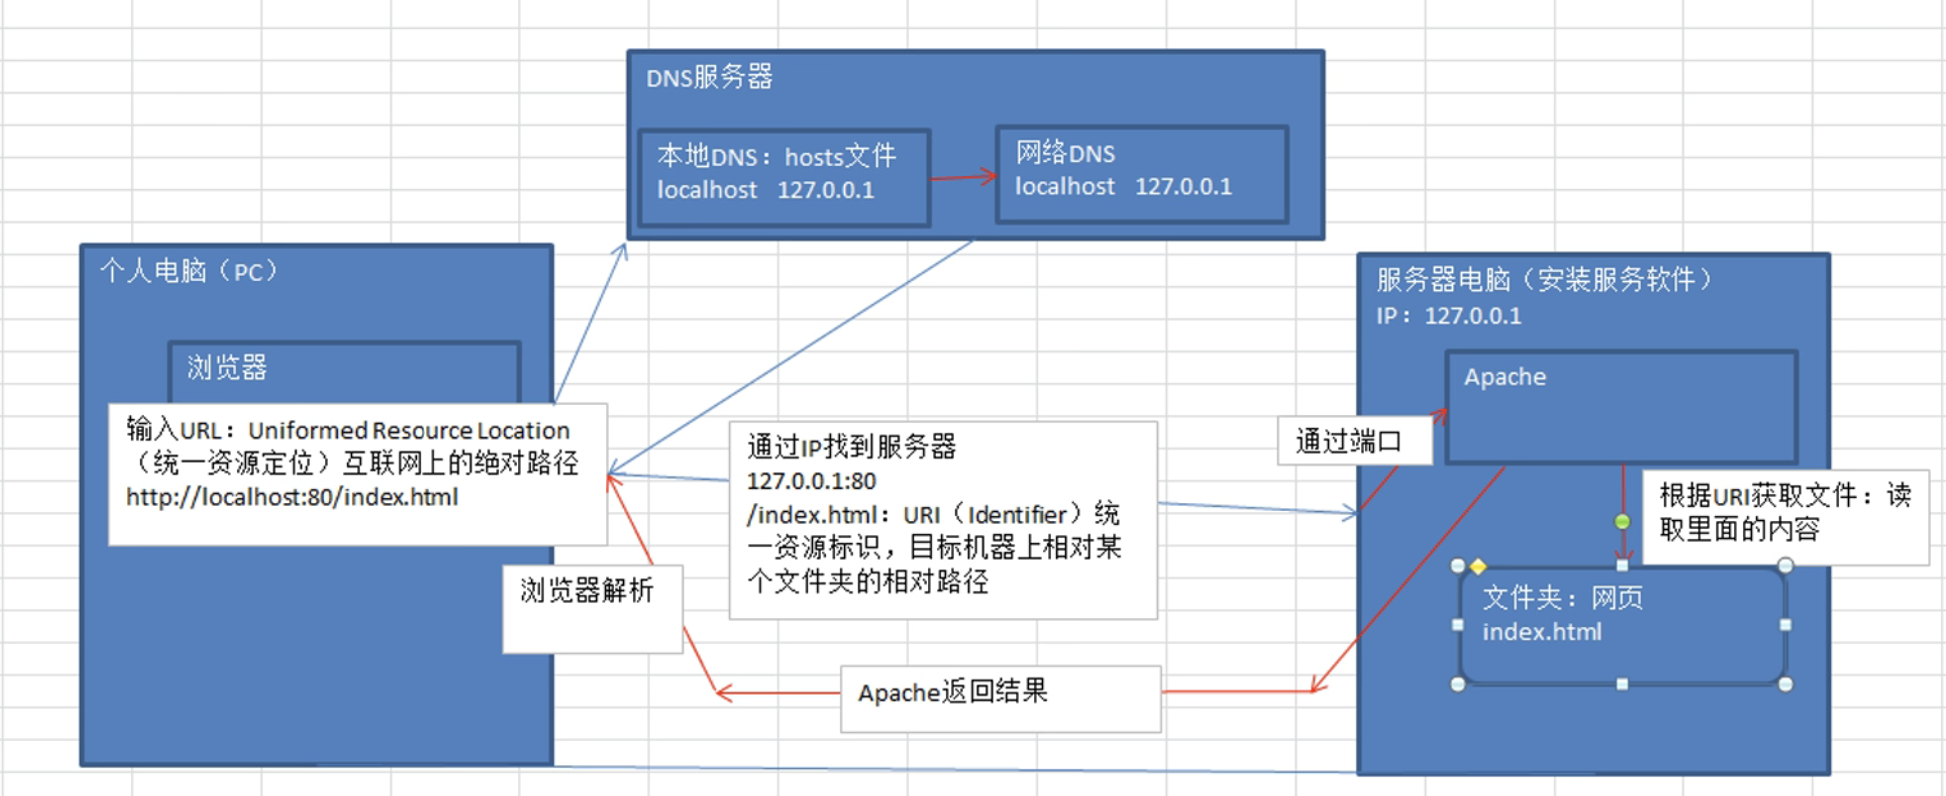 DNS服务器
本地DNS：hosts文件
localhost 127.0.0.1
网络DNS
localhost 127.0.0.1
个人电脑（PC）
浏览器
输入URL：Uniformed Resource Location
（统一资源定位）互联网上的绝对路径
http://localhost:80/index.html
浏览器解析
通过IP找到服务器
127.0.0.1:80
/index.html：URI（Identifier）统
一资源标识，目标机器上相对某
个文件夹的相对路径
Apache返回结果
通过端口
服务器电脑（安装服务软件）
IP：127.0.0.1
Apache
根据URI获取文件：读
取里面的内容
文件夹：网页
index.html